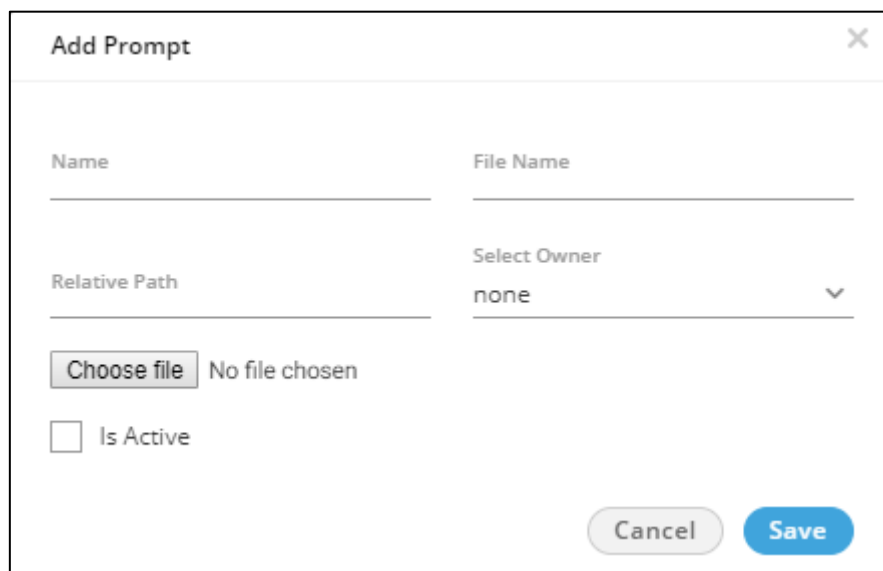 Add Prompt
Name
File Name
Relative Path
Select Owner
none
Choose file No file chosen
Is Active
Cancel
Save